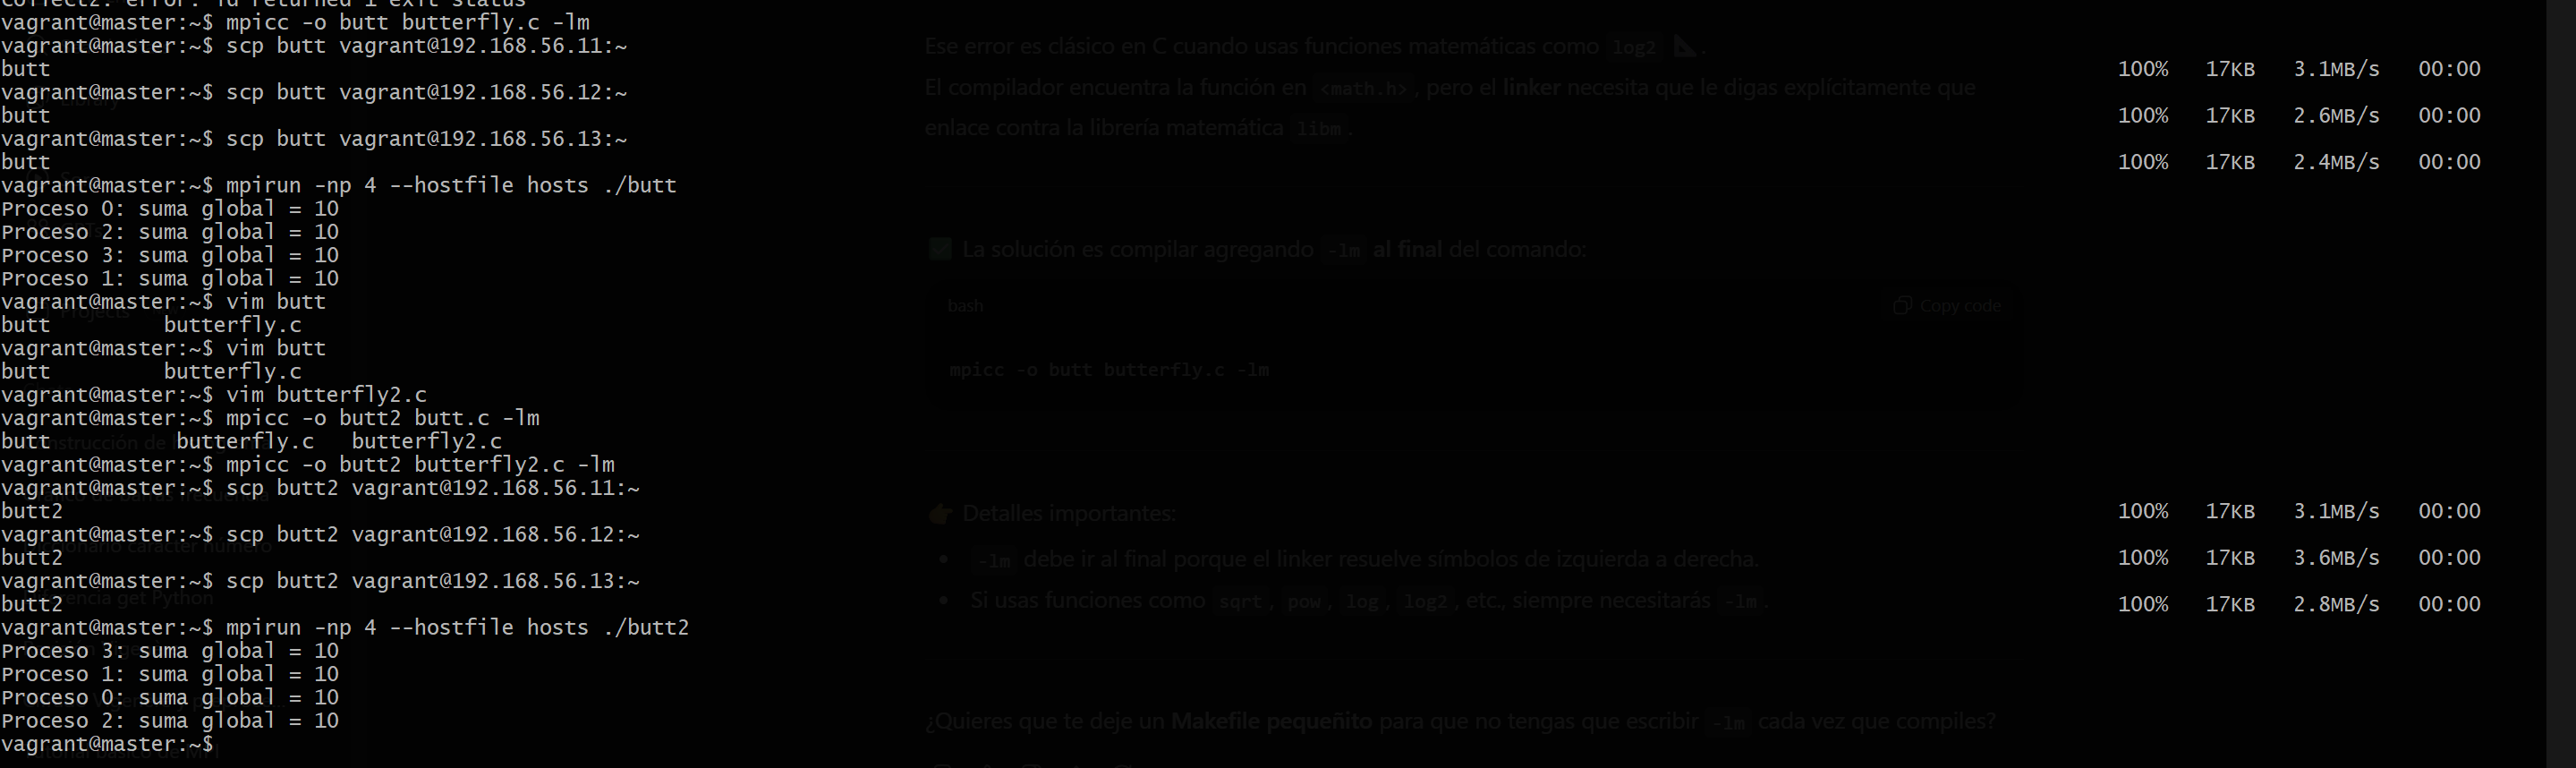 collect2: error: ld returned 1 exit status
vagrant@master:~$ mpicc -o butt butterfly.c -lm
vagrant@master:~$ scp butt vagrant@192.168.56.11:~
butt 100% 17KB 3.1MB/s 00:00
vagrant@master:~$ scp butt vagrant@192.168.56.12:~
butt 100% 17KB 2.6MB/s 00:00
vagrant@master:~$ scp butt vagrant@192.168.56.13:~
butt 100% 17KB 2.4MB/s 00:00
vagrant@master:~$ mpirun -np 4 --hostfile hosts ./butt
Proceso 0: suma global = 10
Proceso 2: suma global = 10
Proceso 3: suma global = 10
Proceso 1: suma global = 10
vagrant@master:~$ vim butt
butt butterfly.c
vagrant@master:~$ vim butt
butt butterfly.c
vagrant@master:~$ vim butterfly2.c
vagrant@master:~$ mpicc -o butt2 butt.c -lm
butt butterfly.c butterfly2.c
vagrant@master:~$ mpicc -o butt2 butterfly2.c -lm
vagrant@master:~$ scp butt2 vagrant@192.168.56.11:~
butt2 100% 17KB 3.1MB/s 00:00
vagrant@master:~$ scp butt2 vagrant@192.168.56.12:~
butt2 100% 17KB 3.6MB/s 00:00
vagrant@master:~$ scp butt2 vagrant@192.168.56.13:~
butt2 100% 17KB 2.8MB/s 00:00
vagrant@master:~$ mpirun -np 4 --hostfile hosts ./butt2
Proceso 3: suma global = 10
Proceso 1: suma global = 10
Proceso 0: suma global = 10
Proceso 2: suma global = 10
vagrant@master:~$
Ese error es clásico en C cuando usas funciones matemáticas como log2 📐.
El compilador encuentra la función en <math.h>, pero el linker necesita que le digas explícitamente que
enlace contra la librería matemática libm.
✅ La solución es compilar agregando -lm al final del comando:
bash Copy code
mpicc -o butt butterfly.c -lm
👉 Detalles importantes:
• -lm debe ir al final porque el linker resuelve símbolos de izquierda a derecha.
• Si usas funciones como sqrt, pow, log, log2, etc., siempre necesitarás -lm.
¿Quieres que te deje un Makefile pequeñito para que no tengas que escribir -lm cada vez que compiles?
Library
Projects